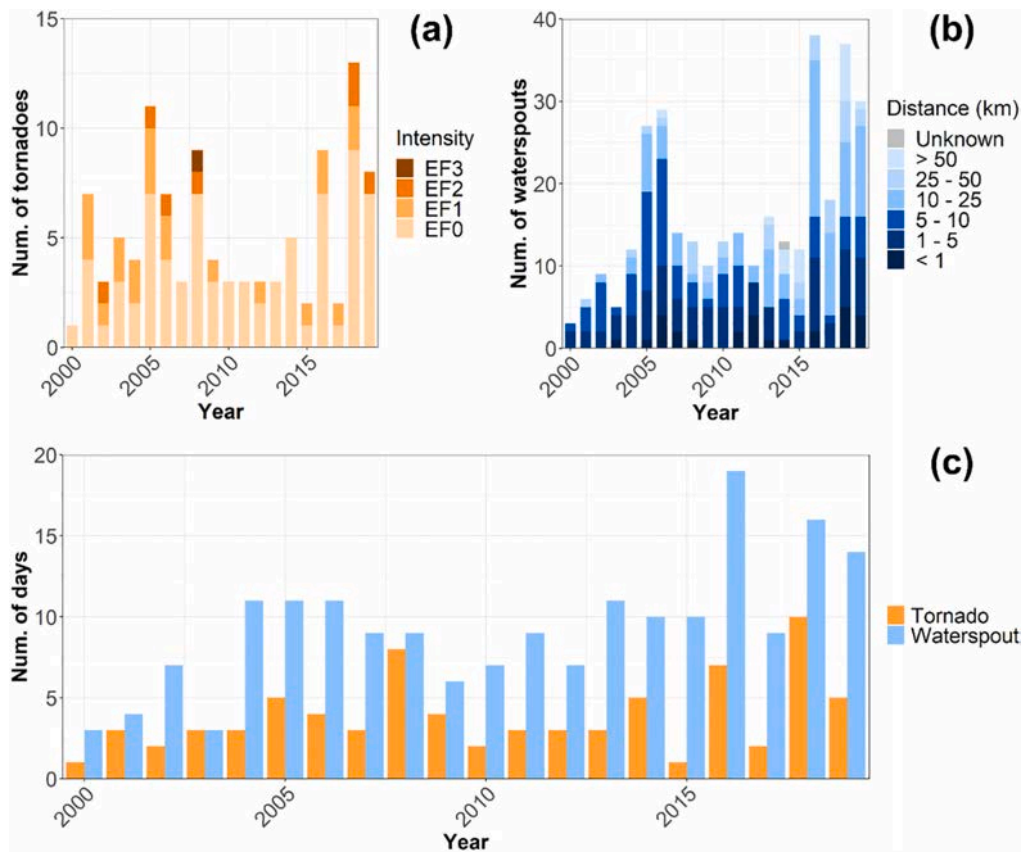 (a)
Num. of tornadoes
15
10
5
0
2000
2005
2010
2015
Year
Intensity
EF3
EF2
EF1
EF0
(b)
Num. of waterspouts
40
30
20
10
0
2000
2005
2010
2015
Year
Distance (km)
Unknown
> 50
25 - 50
10 - 25
5 - 10
1 - 5
< 1
(c)
Num. of days
20
15
10
5
0
2000
2005
2010
2015
Year
Tornado
Waterspout